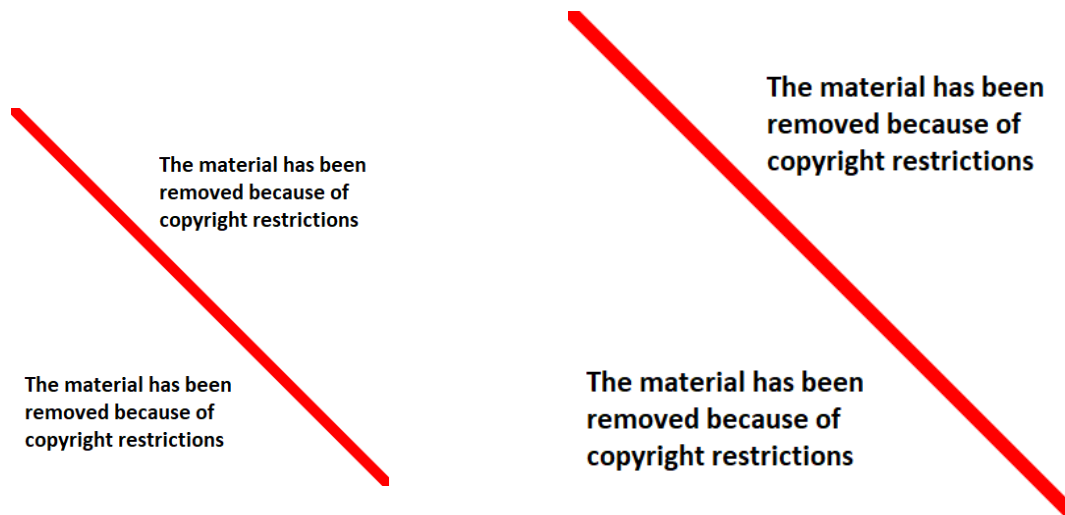 The material has been
removed because of
copyright restrictions
The material has been
removed because of
copyright restrictions
The material has been
removed because of
copyright restrictions
The material has been
removed because of
copyright restrictions